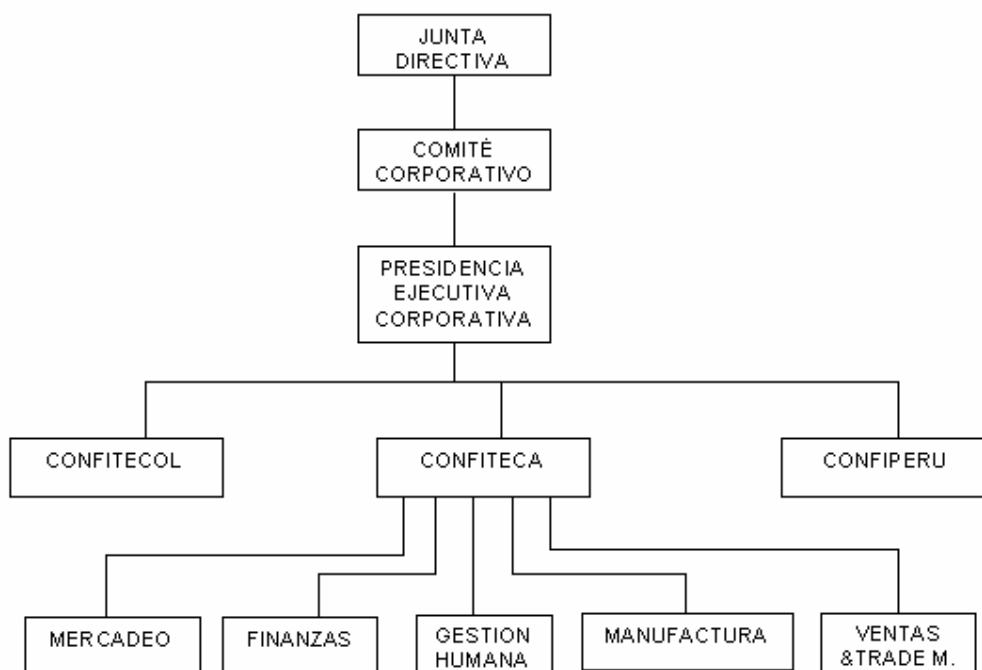 JUNTA
DIRECTIVA
COMITÉ
CORPORATIVO
PRESIDENCIA
EJECUTIVA
CORPORATIVA
CONFITECOL
CONFITECA
CONFIPERU
MERCADEO
FINANZAS
GESTION
HUMANA
MANUFACTURA
VENTAS
&TRADE M.